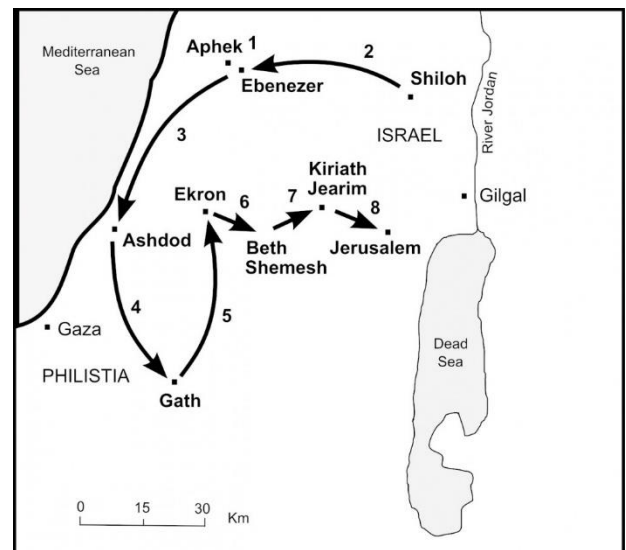 Mediterranean
Sea
Aphek
1
2
Ebenezer
Shiloh
River Jordan
ISRAEL
3
Kiriath
Jearim
Ekron
6
7
8
Gilgal
Ashdod
Beth
Shemesh
Jerusalem
4
5
Gaza
Dead
Sea
PHILISTIA
Gath
0 15 30
Km